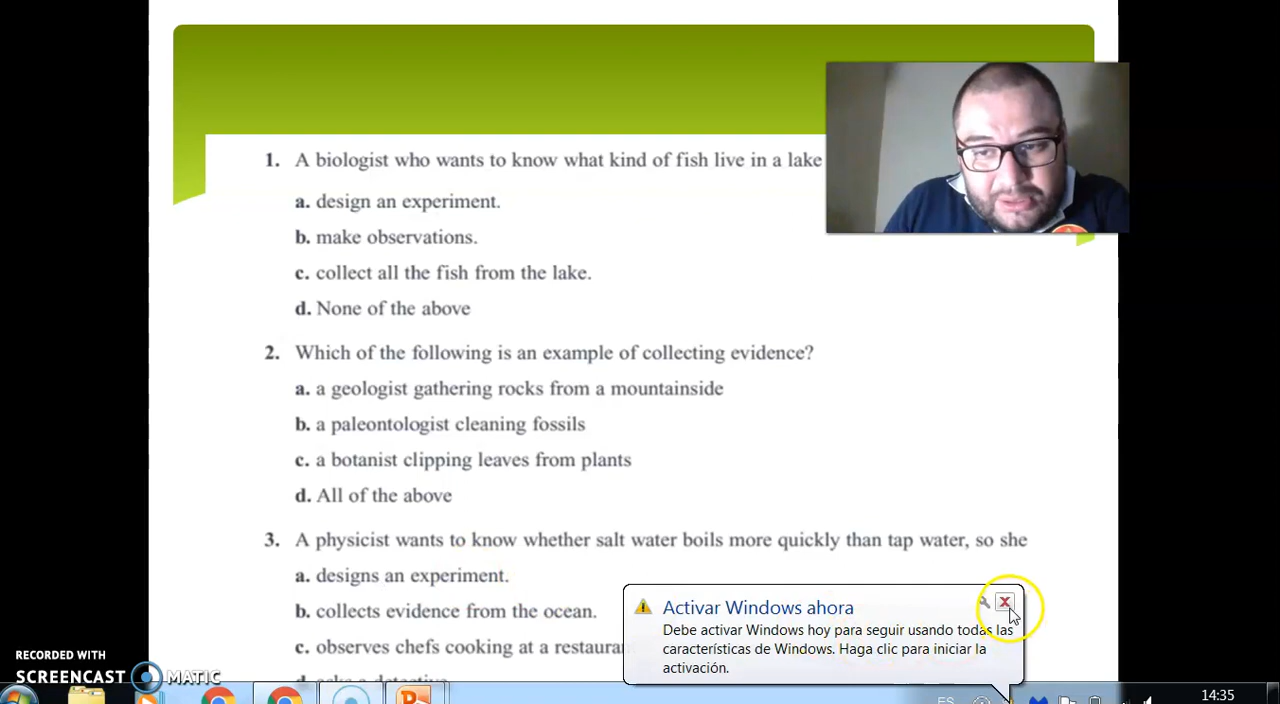 1. A biologist who wants to know what kind of fish live in a lake
a. design an experiment.
b. make observations.
c. collect all the fish from the lake.
d. None of the above
2. Which of the following is an example of collecting evidence?
a. a geologist gathering rocks from a mountainside
b. a paleontologist cleaning fossils
c. a botanist clipping leaves from plants
d. All of the above
3. A physicist wants to know whether salt water boils more quickly than tap water, so she
a. designs an experiment.
b. collects evidence from the ocean.
c. observes chefs cooking at a restaura
d. asks a detective
Activar Windows ahora
Debe activar Windows hoy para seguir usando todas las
características de Windows. Haga clic para iniciar la
activación.
RECORDED WITH
SCREENCAST MATIC
ES
14:35